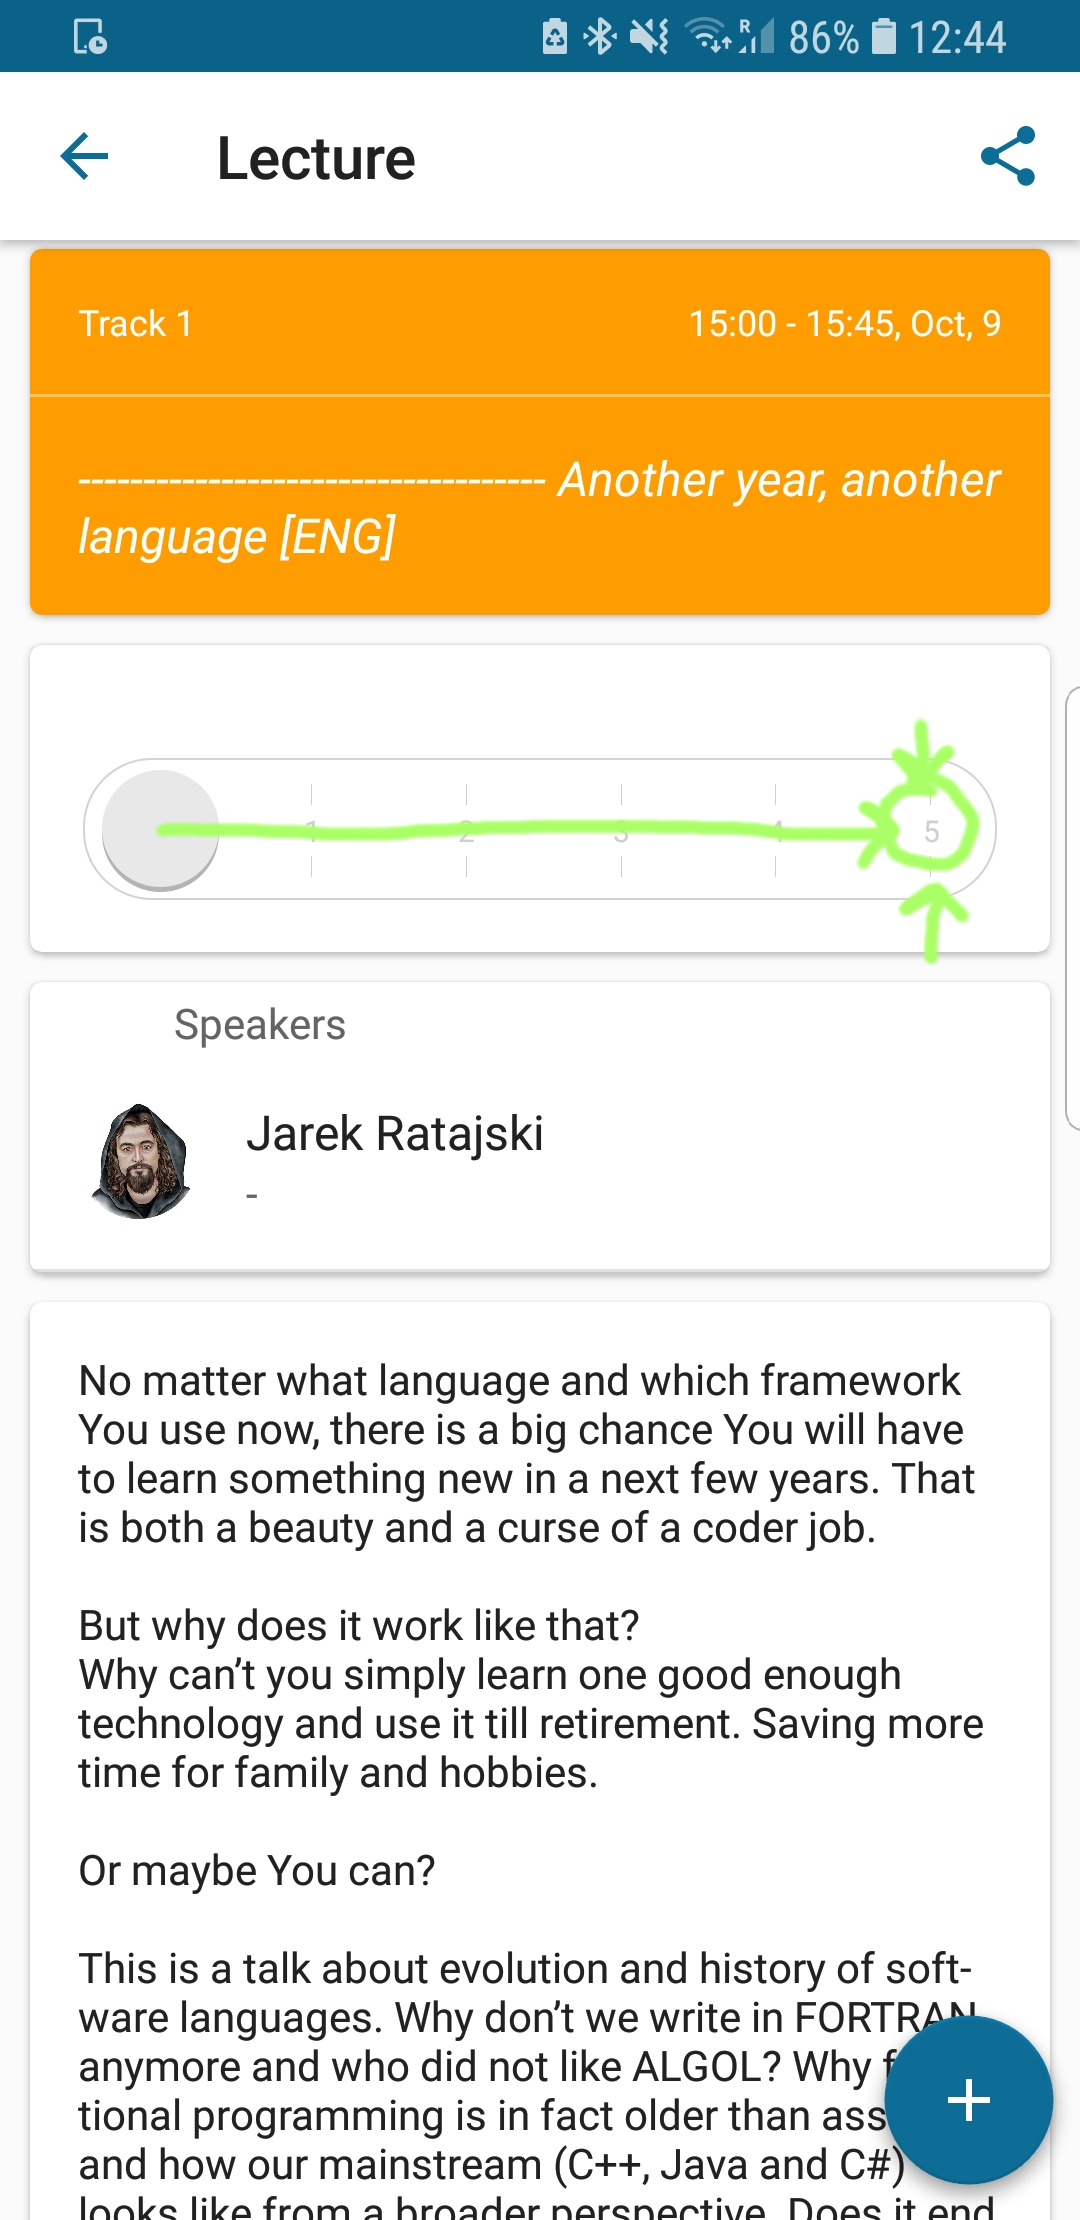 R 86% 12:44
Lecture
Track 1 15:00 - 15:45, Oct, 9
------------------------------------ Another year, another
language [ENG]
1 2 3 4 5
Speakers
Jarek Ratajski
-
No matter what language and which framework
You use now, there is a big chance You will have
to learn something new in a next few years. That
is both a beauty and a curse of a coder job.
But why does it work like that?
Why can’t you simply learn one good enough
technology and use it till retirement. Saving more
time for family and hobbies.
Or maybe You can?
This is a talk about evolution and history of soft-
ware languages. Why don’t we write in FORTRAN
anymore and who did not like ALGOL? Why f
tional programming is in fact older than ass
and how our mainstream (C++, Java and C#)
looks like from a broader perspective. Does it end
+